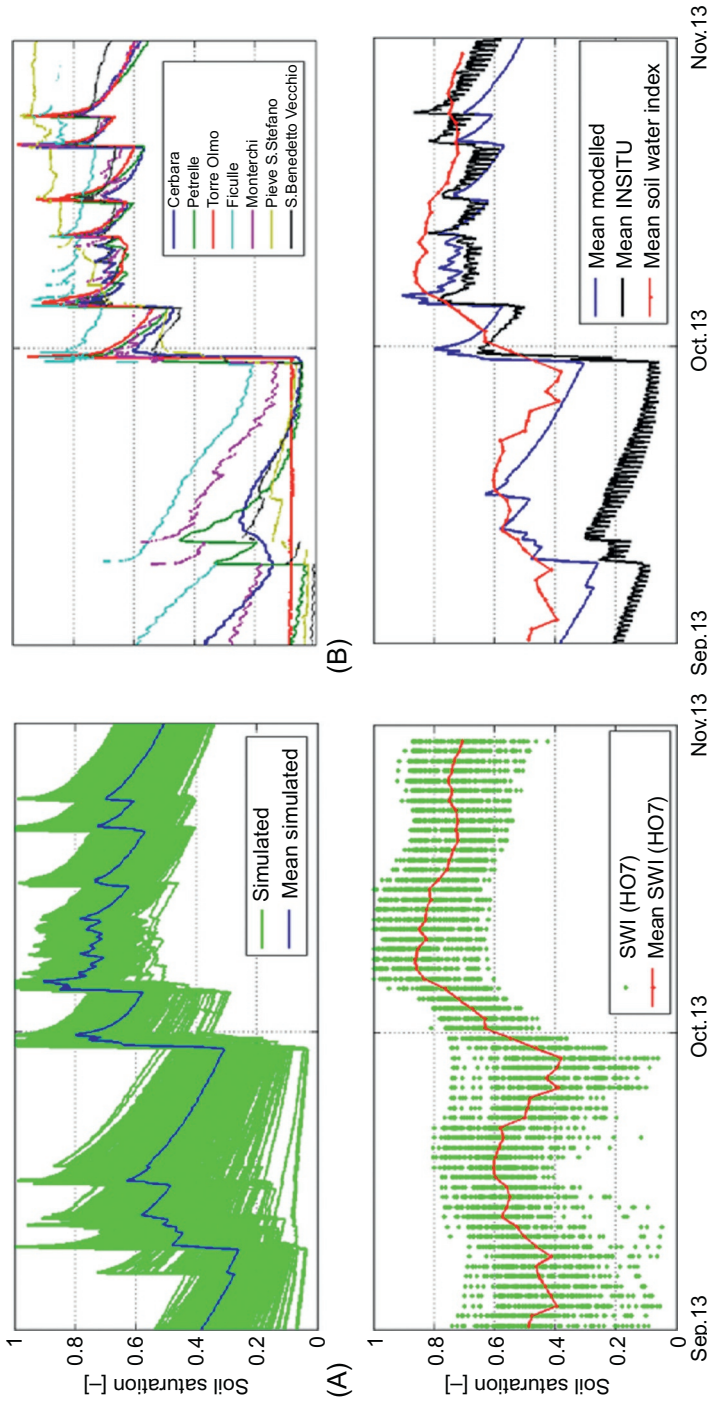 Soil saturation [–]
1
0.8
0.6
0.4
0.2
0
Simulated
Mean simulated
Cerbara
Petrelle
Torre Olmo
Ficulle
Monterchi
Pieve S.Stefano
S.Benedetto Vecchio
(A)
(B)
Soil saturation [–]
1
0.8
0.6
0.4
0.2
0
SWI (HO7)
Mean SWI (HO7)
Sep.13
Oct.13
Nov.13
Mean modelled
Mean INSITU
Mean soil water index
Sep.13
Oct.13
Nov.13